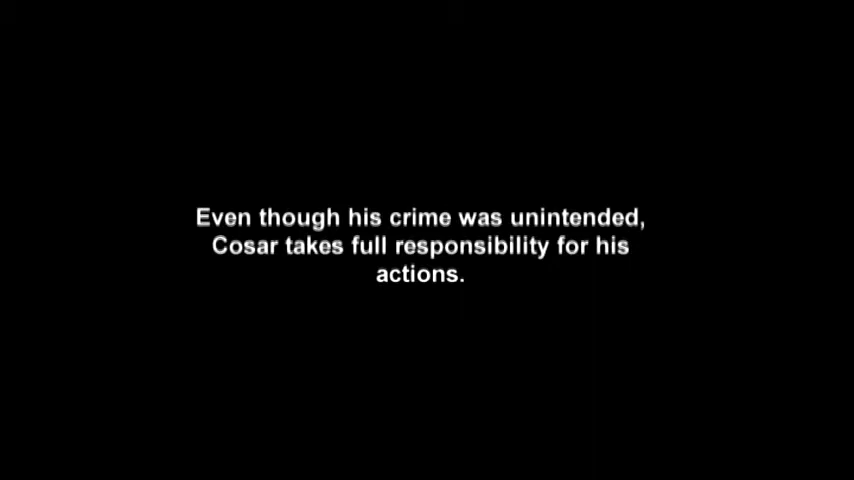 Even though his crime was unintended,
Cosar takes full responsibility for his
actions.